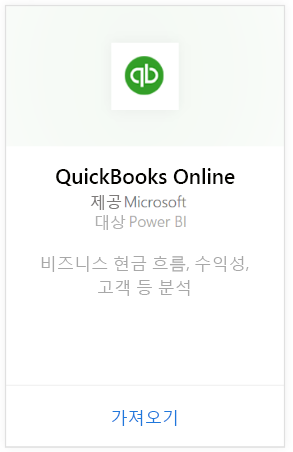 qb
QuickBooks Online
제공 Microsoft
대상 Power BI
비즈니스 현금 흐름, 수익성,
고객 등 분석
가져오기